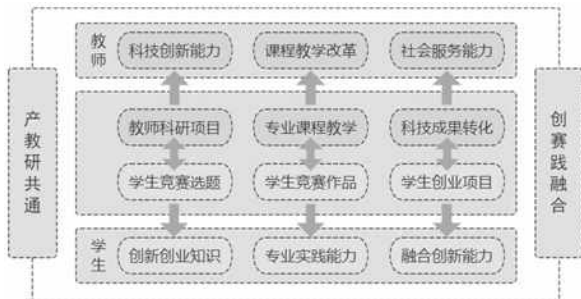 教师
科技创新能力 课程教学改革 社会服务能力
产教研共通
教师科研项目 专业课程教学 科技成果转化
学生竞赛选题 学生竞赛作品 学生创业项目
创赛践融合
学生
创新创业知识 专业实践能力 融合创新能力